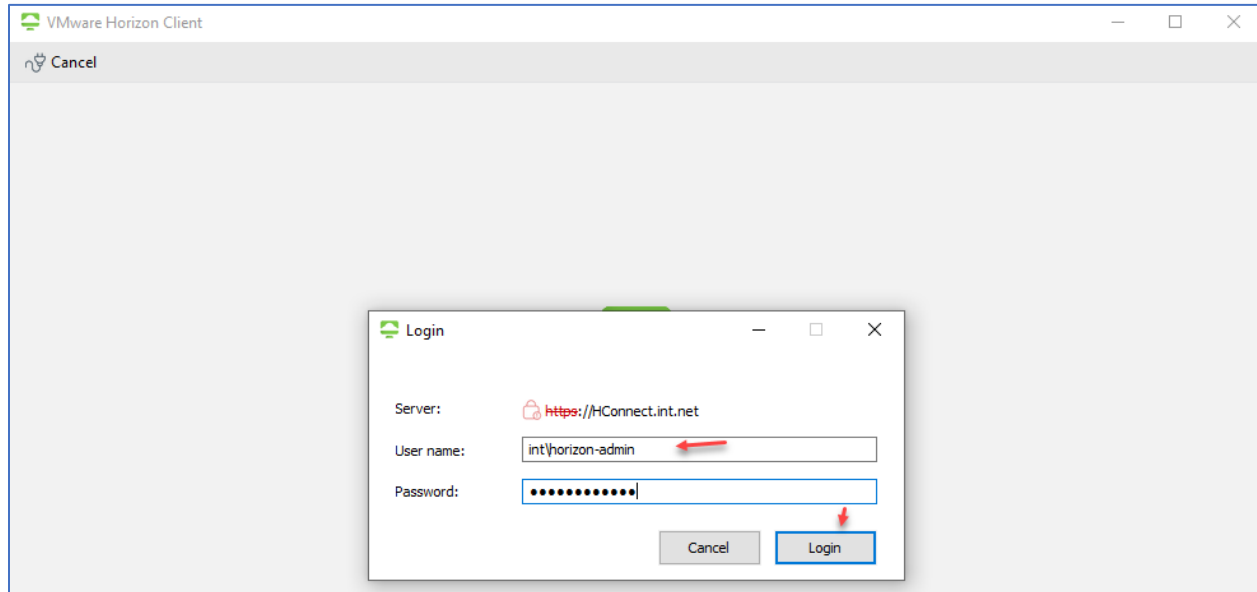 VMware Horizon Client
Cancel
Login
Server: https://HConnect.int.net
User name: int\horizon-admin
Password: ●●●●●●●●●●●●
Cancel Login